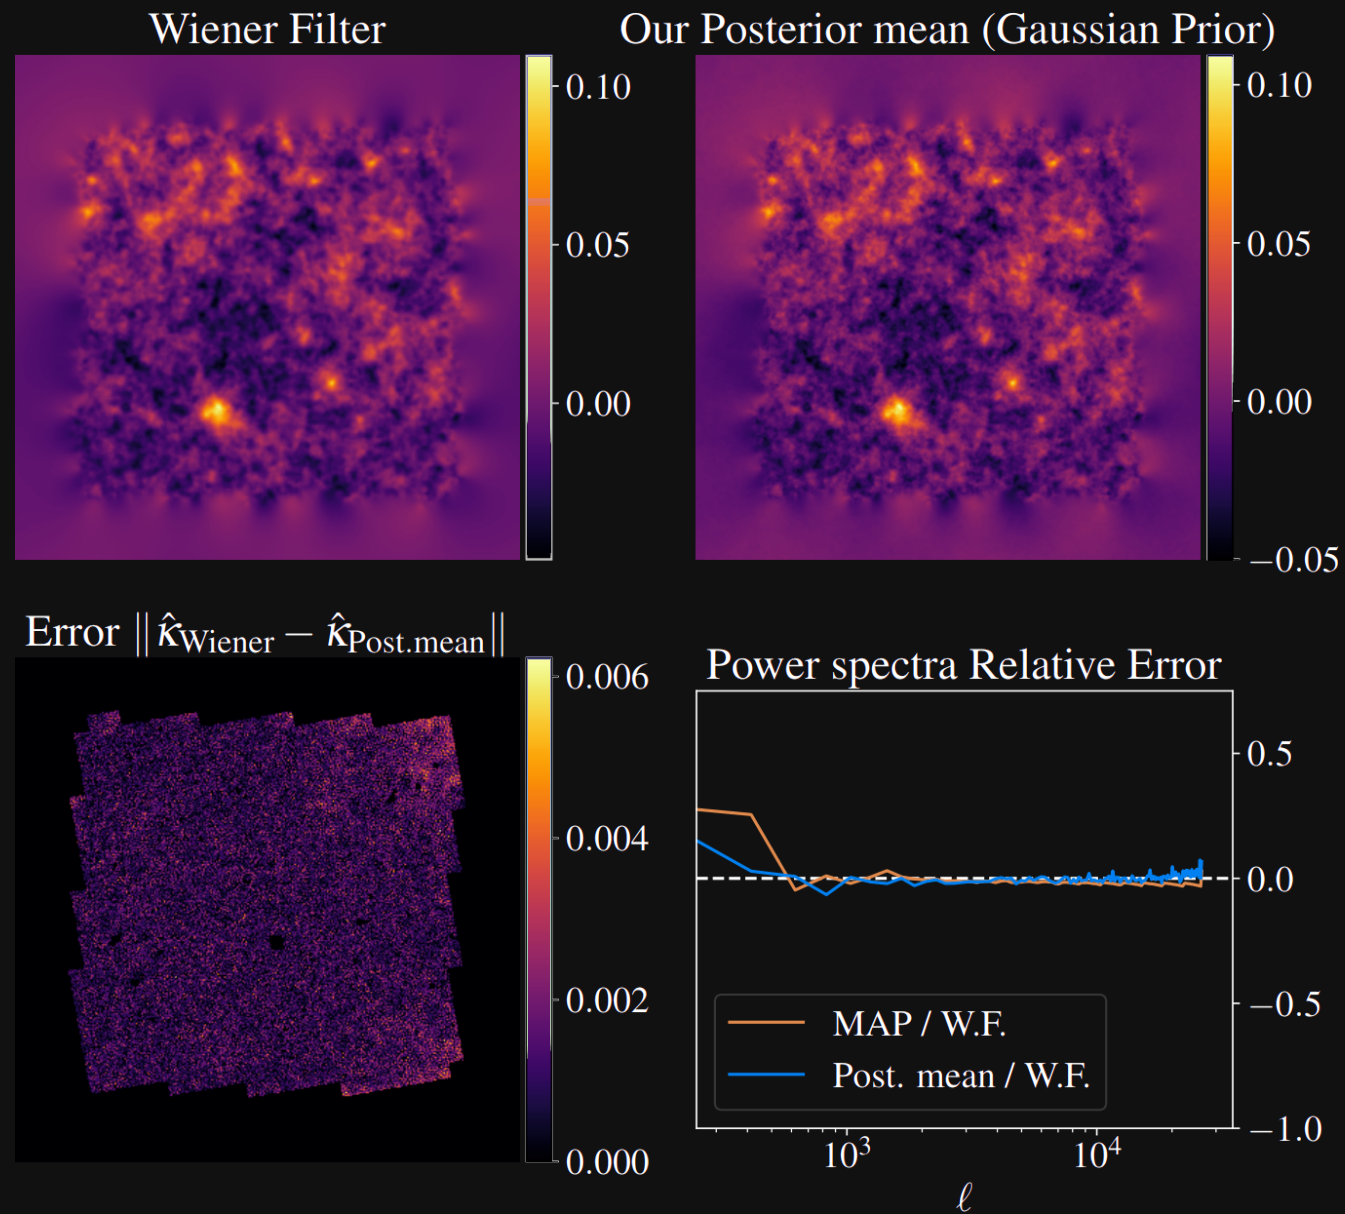 Wiener Filter
0.10
0.05
0.00
Our Posterior mean (Gaussian Prior)
0.10
0.05
0.00
−0.05
Error ||κ̂Wiener − κ̂Post.mean||
0.006
0.004
0.002
0.000
Power spectra Relative Error
0.5
0.0
−0.5
−1.0
MAP / W.F.
Post. mean / W.F.
10³ 10⁴
ℓ